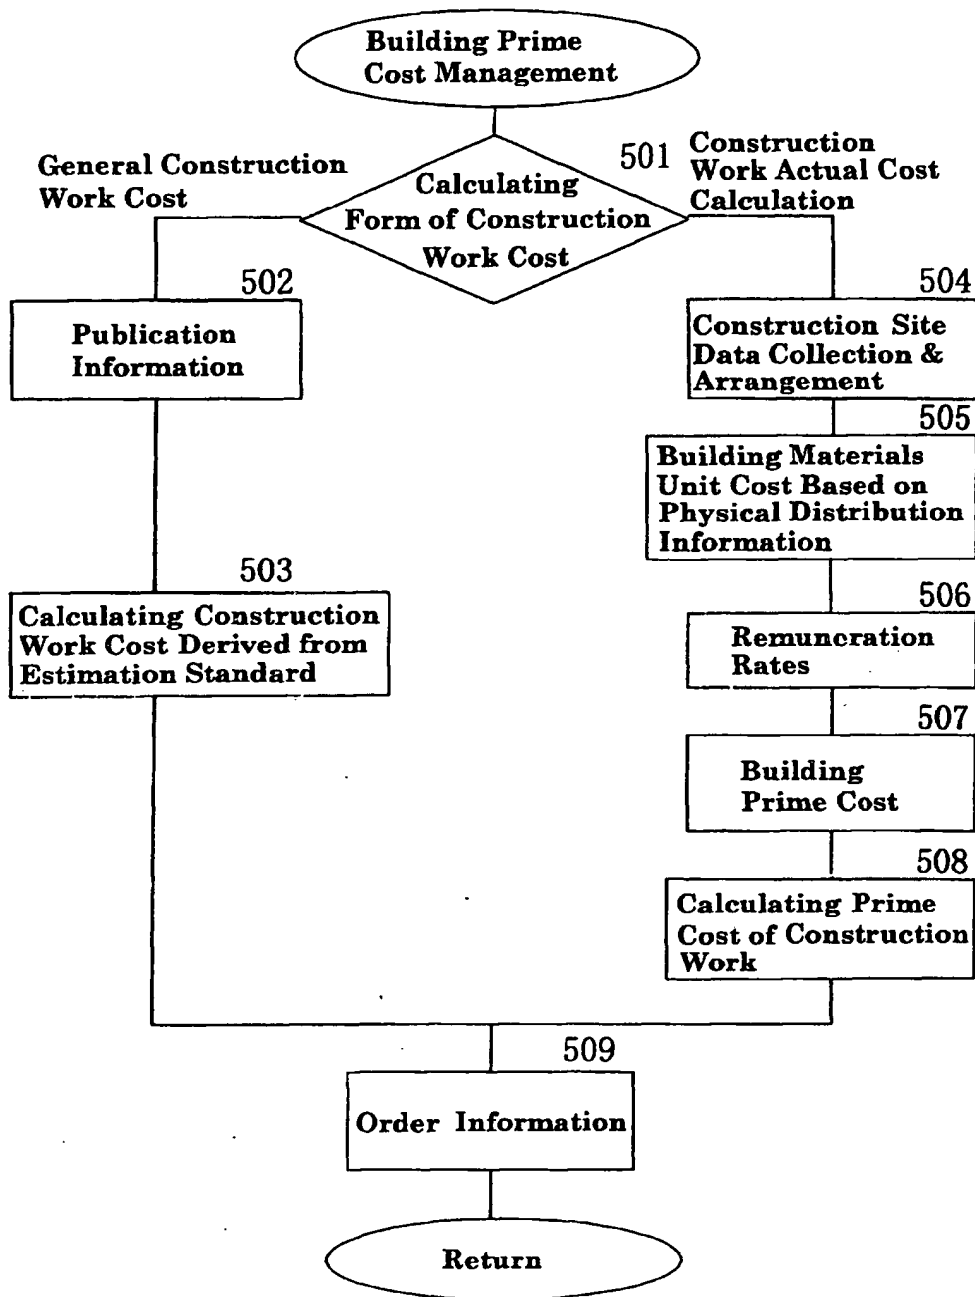 Building Prime
Cost Management
General Construction
Work Cost
501
Construction
Work Actual Cost
Calculation
Calculating
Form of Construction
Work Cost
502
Publication
Information
503
Calculating Construction
Work Cost Derived from
Estimation Standard
504
Construction Site
Data Collection &
Arrangement
505
Building Materials
Unit Cost Based on
Physical Distribution
Information
506
Remuncration
Rates
507
Building
Prime Cost
508
Calculating Prime
Cost of Construction
Work
509
Order Information
Return